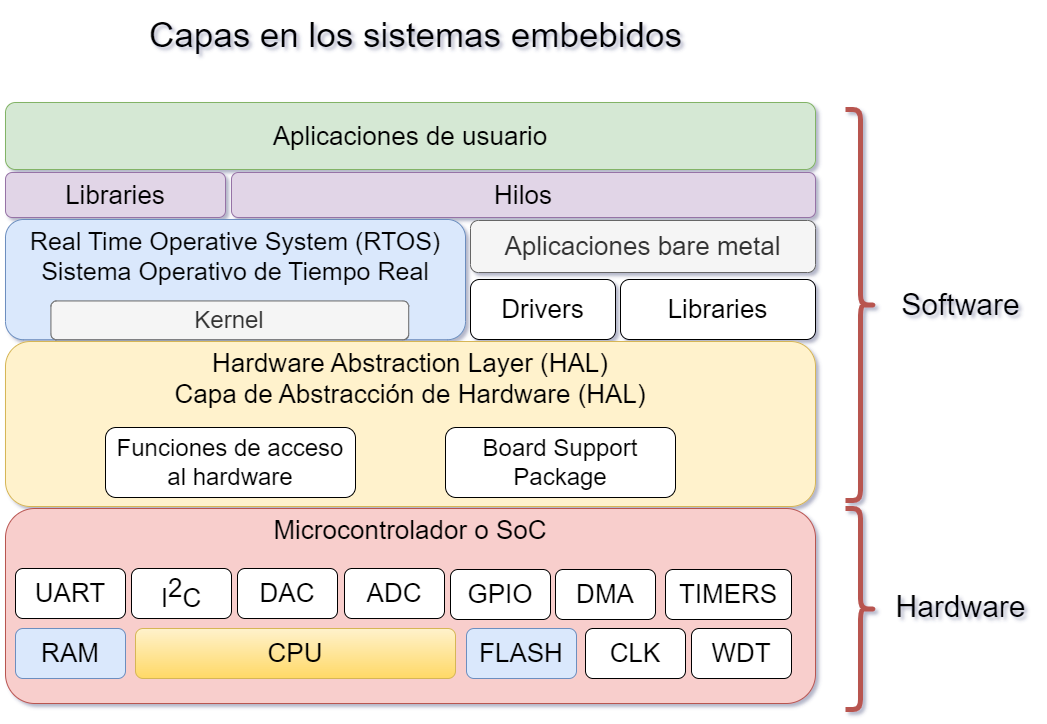 Capas en los sistemas embebidos
Aplicaciones de usuario
Libraries
Hilos
Real Time Operative System (RTOS)
Sistema Operativo de Tiempo Real
Kernel
Aplicaciones bare metal
Drivers
Libraries
Software
Hardware Abstraction Layer (HAL)
Capa de Abstracción de Hardware (HAL)
Funciones de acceso
al hardware
Board Support
Package
Microcontrolador o SoC
UART
I²C
DAC
ADC
GPIO
DMA
TIMERS
Hardware
RAM
CPU
FLASH
CLK
WDT